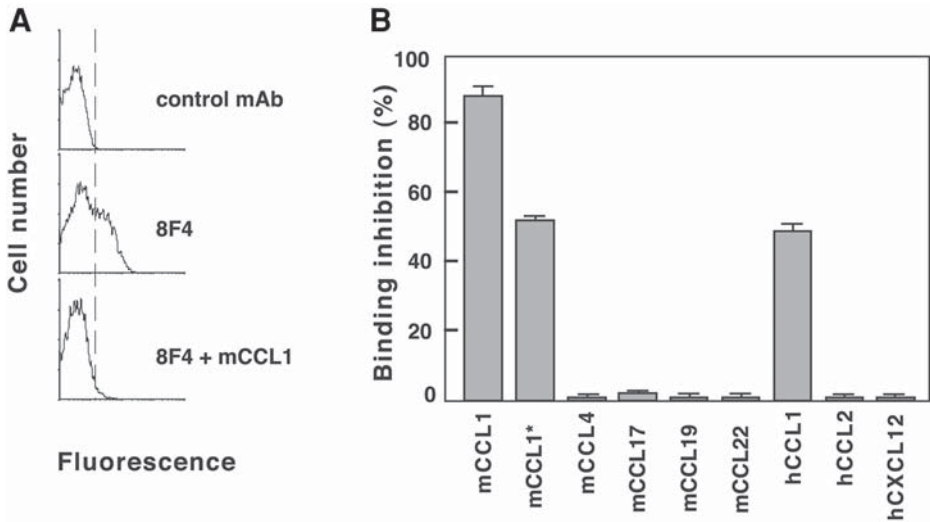 A
Cell number
control mAb
8F4
8F4 + mCCL1
Fluorescence
B
Binding inhibition (%)
100
80
60
40
20
0
mCCL1
mCCL1*
mCCL4
mCCL17
mCCL19
mCCL22
hCCL1
hCCL2
hCXCL12